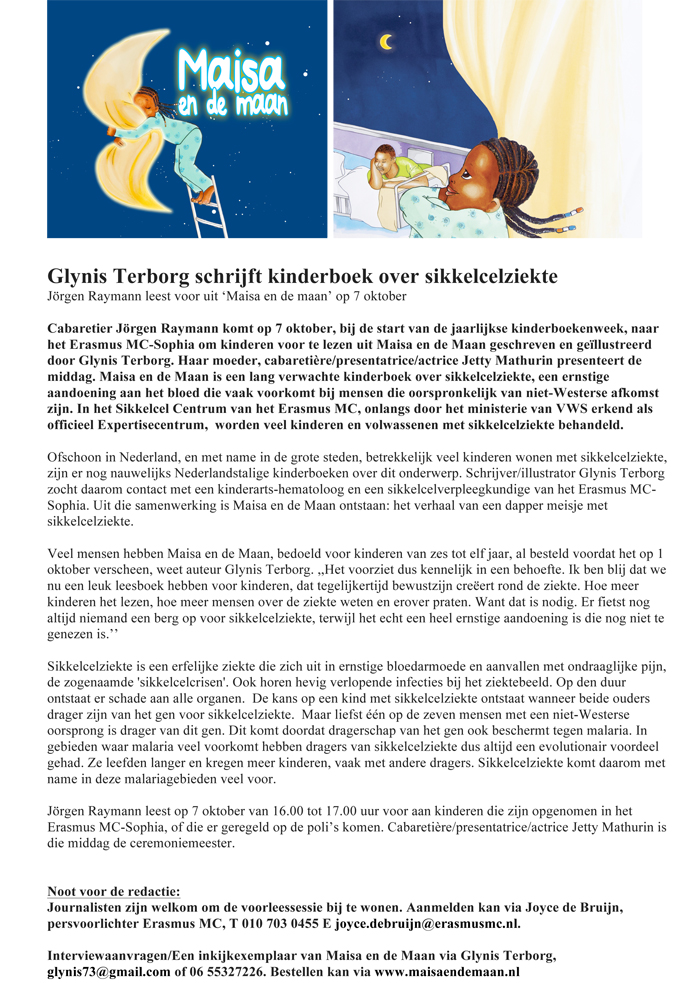 Maisa
en de maan
Glynis Terborg schrijft kinderboek over sikkelcelziekte
Jörgen Raymann leest voor uit ‘Maisa en de maan’ op 7 oktober
Cabaretier Jörgen Raymann komt op 7 oktober, bij de start van de jaarlijkse kinderboekenweek, naar
het Erasmus MC-Sophia om kinderen voor te lezen uit Maisa en de Maan geschreven en geïllustreerd
door Glynis Terborg. Haar moeder, cabaretière/presentatrice/actrice Jetty Mathurin presenteert de
middag. Maisa en de Maan is een lang verwachte kinderboek over sikkelcelziekte, een ernstige
aandoening aan het bloed die vaak voorkomt bij mensen die oorspronkelijk van niet-Westerse afkomst
zijn. In het Sikkelcel Centrum van het Erasmus MC, onlangs door het ministerie van VWS erkend als
officieel Expertisecentrum,  worden veel kinderen en volwassenen met sikkelcelziekte behandeld.
Ofschoon in Nederland, en met name in de grote steden, betrekkelijk veel kinderen wonen met sikkelcelziekte,
zijn er nog nauwelijks Nederlandstalige kinderboeken over dit onderwerp. Schrijver/illustrator Glynis Terborg
zocht daarom contact met een kinderarts-hematoloog en een sikkelcelverpleegkundige van het Erasmus MC-
Sophia. Uit die samenwerking is Maisa en de Maan ontstaan: het verhaal van een dapper meisje met
sikkelcelziekte.
Veel mensen hebben Maisa en de Maan, bedoeld voor kinderen van zes tot elf jaar, al besteld voordat het op 1
oktober verscheen, weet auteur Glynis Terborg. ,,Het voorziet dus kennelijk in een behoefte. Ik ben blij dat we
nu een leuk leesboek hebben voor kinderen, dat tegelijkertijd bewustzijn creëert rond de ziekte. Hoe meer
kinderen het lezen, hoe meer mensen over de ziekte weten en erover praten. Want dat is nodig. Er fietst nog
altijd niemand een berg op voor sikkelcelziekte, terwijl het echt een heel ernstige aandoening is die nog niet te
genezen is.’’
Sikkelcelziekte is een erfelijke ziekte die zich uit in ernstige bloedarmoede en aanvallen met ondraaglijke pijn,
de zogenaamde 'sikkelcelcrisen'. Ook horen hevig verlopende infecties bij het ziektebeeld. Op den duur
ontstaat er schade aan alle organen.  De kans op een kind met sikkelcelziekte ontstaat wanneer beide ouders
drager zijn van het gen voor sikkelcelziekte.  Maar liefst één op de zeven mensen met een niet-Westerse
oorsprong is drager van dit gen. Dit komt doordat dragerschap van het gen ook beschermt tegen malaria. In
gebieden waar malaria veel voorkomt hebben dragers van sikkelcelziekte dus altijd een evolutionair voordeel
gehad. Ze leefden langer en kregen meer kinderen, vaak met andere dragers. Sikkelcelziekte komt daarom met
name in deze malariagebieden veel voor.
Jörgen Raymann leest op 7 oktober van 16.00 tot 17.00 uur voor aan kinderen die zijn opgenomen in het
Erasmus MC-Sophia, of die er geregeld op de poli’s komen. Cabaretière/presentatrice/actrice Jetty Mathurin is
die middag de ceremoniemeester.
Noot voor de redactie:
Journalisten zijn welkom om de voorleessessie bij te wonen. Aanmelden kan via Joyce de Bruijn,
persvoorlichter Erasmus MC, T 010 703 0455 E joyce.debruijn@erasmusmc.nl.
Interviewaanvragen/Een inkijkexemplaar van Maisa en de Maan via Glynis Terborg,
glynis73@gmail.com of 06 55327226. Bestellen kan via www.maisaendemaan.nl